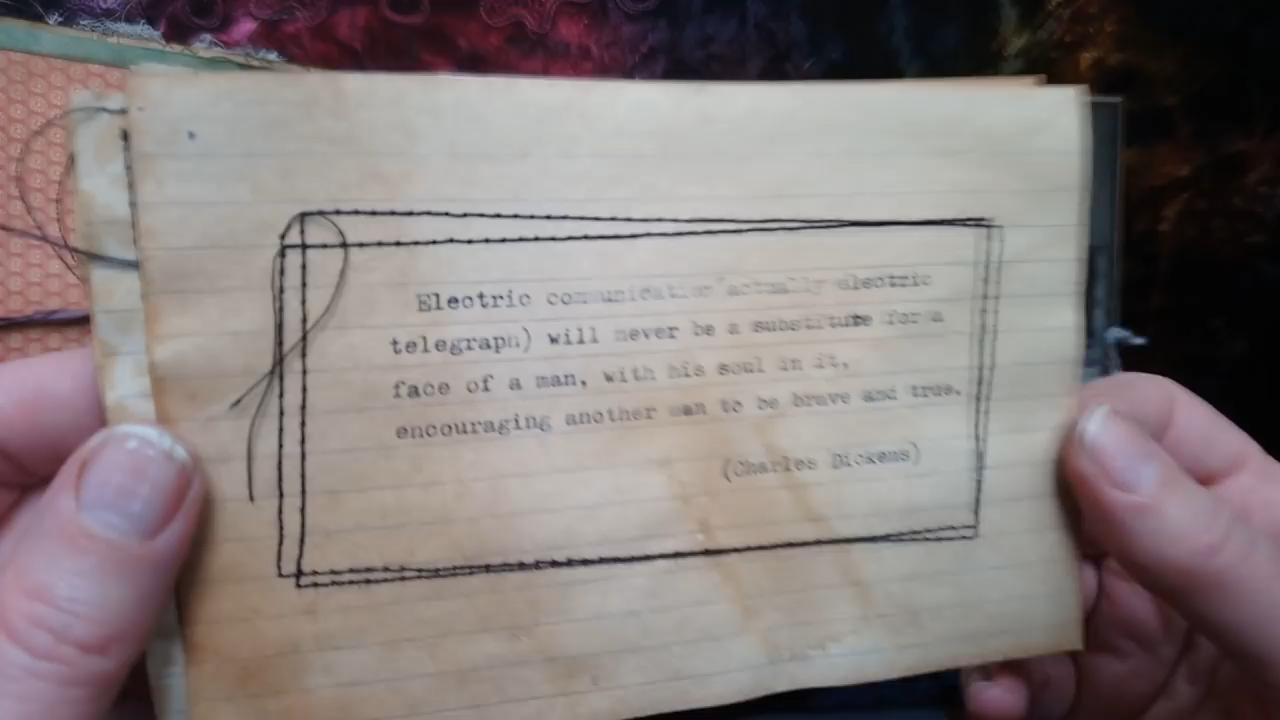 Electric comunication (actually electric
telegraph) will never be a substitute for a
face of a man, with his soul in it,
encouraging another man to be brave and true.
(Charles Dickens)